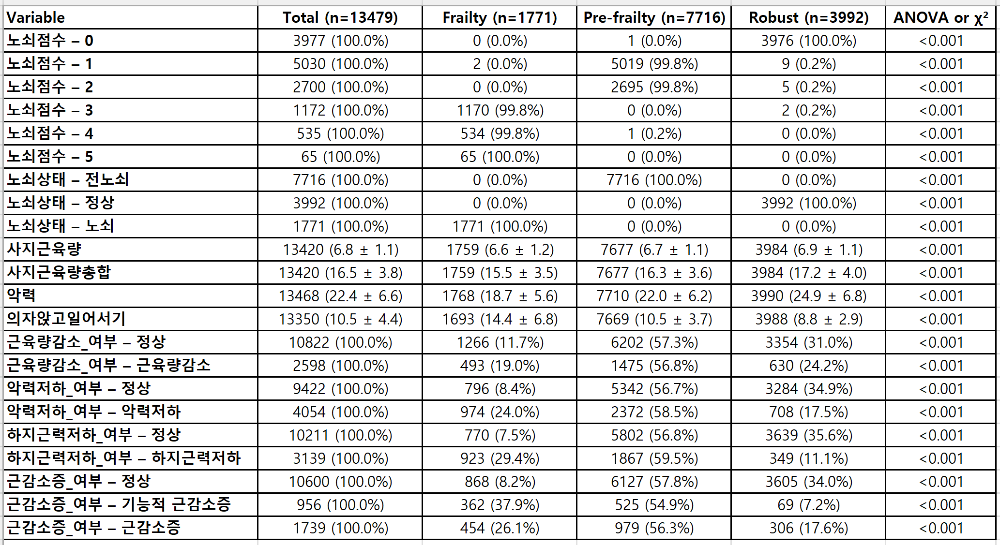 Variable Total (n=13479) Frailty (n=1771) Pre-frailty (n=7716) Robust (n=3992) ANOVA or χ²
노쇠점수 – 0 3977 (100.0%) 0 (0.0%) 1 (0.0%) 3976 (100.0%) <0.001
노쇠점수 – 1 5030 (100.0%) 2 (0.0%) 5019 (99.8%) 9 (0.2%) <0.001
노쇠점수 – 2 2700 (100.0%) 0 (0.0%) 2695 (99.8%) 5 (0.2%) <0.001
노쇠점수 – 3 1172 (100.0%) 1170 (99.8%) 0 (0.0%) 2 (0.2%) <0.001
노쇠점수 – 4 535 (100.0%) 534 (99.8%) 1 (0.2%) 0 (0.0%) <0.001
노쇠점수 – 5 65 (100.0%) 65 (100.0%) 0 (0.0%) 0 (0.0%) <0.001
노쇠상태 – 전노쇠 7716 (100.0%) 0 (0.0%) 7716 (100.0%) 0 (0.0%) <0.001
노쇠상태 – 정상 3992 (100.0%) 0 (0.0%) 0 (0.0%) 3992 (100.0%) <0.001
노쇠상태 – 노쇠 1771 (100.0%) 1771 (100.0%) 0 (0.0%) 0 (0.0%) <0.001
사지근육량 13420 (6.8 ± 1.1) 1759 (6.6 ± 1.2) 7677 (6.7 ± 1.1) 3984 (6.9 ± 1.1) <0.001
사지근육량총합 13420 (16.5 ± 3.8) 1759 (15.5 ± 3.5) 7677 (16.3 ± 3.6) 3984 (17.2 ± 4.0) <0.001
악력 13468 (22.4 ± 6.6) 1768 (18.7 ± 5.6) 7710 (22.0 ± 6.2) 3990 (24.9 ± 6.8) <0.001
의자앉고일어서기 13350 (10.5 ± 4.4) 1693 (14.4 ± 6.8) 7669 (10.5 ± 3.7) 3988 (8.8 ± 2.9) <0.001
근육량감소_여부 – 정상 10822 (100.0%) 1266 (11.7%) 6202 (57.3%) 3354 (31.0%) <0.001
근육량감소_여부 – 근육량감소 2598 (100.0%) 493 (19.0%) 1475 (56.8%) 630 (24.2%) <0.001
악력저하_여부 – 정상 9422 (100.0%) 796 (8.4%) 5342 (56.7%) 3284 (34.9%) <0.001
악력저하_여부 – 악력저하 4054 (100.0%) 974 (24.0%) 2372 (58.5%) 708 (17.5%) <0.001
하지근력저하_여부 – 정상 10211 (100.0%) 770 (7.5%) 5802 (56.8%) 3639 (35.6%) <0.001
하지근력저하_여부 – 하지근력저하 3139 (100.0%) 923 (29.4%) 1867 (59.5%) 349 (11.1%) <0.001
근감소증_여부 – 정상 10600 (100.0%) 868 (8.2%) 6127 (57.8%) 3605 (34.0%) <0.001
근감소증_여부 – 기능적 근감소증 956 (100.0%) 362 (37.9%) 525 (54.9%) 69 (7.2%) <0.001
근감소증_여부 – 근감소증 1739 (100.0%) 454 (26.1%) 979 (56.3%) 306 (17.6%) <0.001